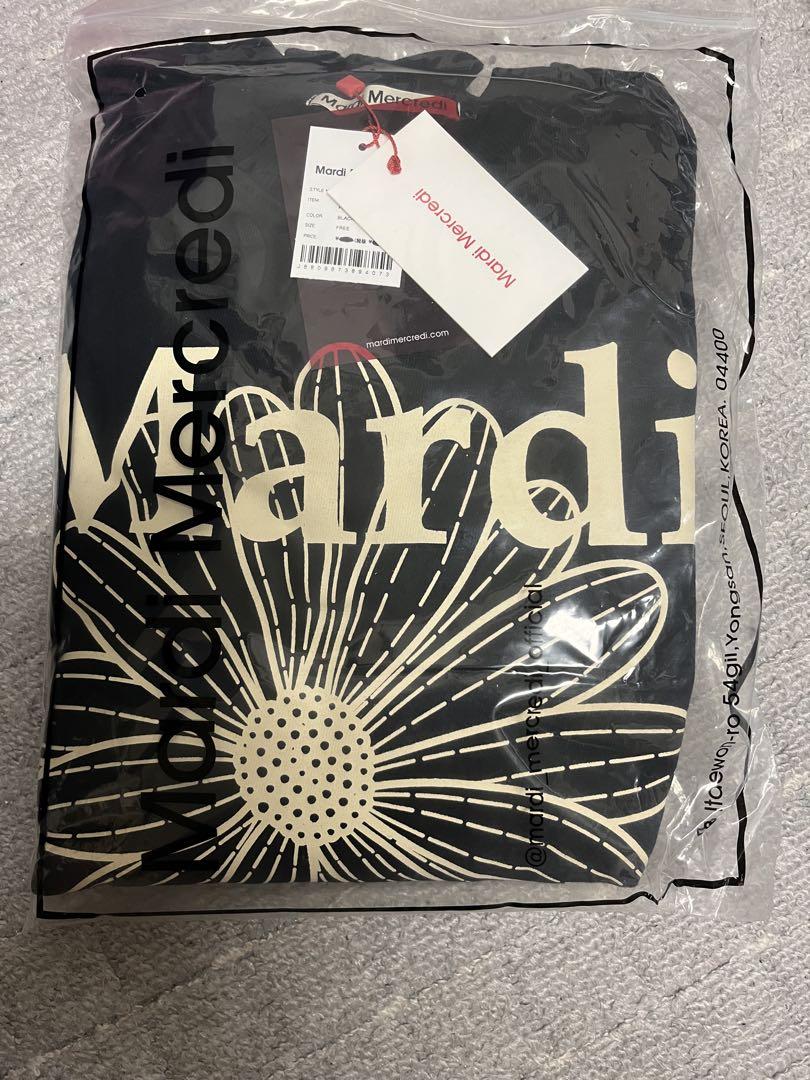 Mardi Mercredi
Mardi
STYLE
ITEM
COLOR
BLACK
SIZE
FREE
PRICE
J8809873894073
Mardi Mercredi
mardimercredi.com
Mardi
Mardi Mercredi
@mardi_mercredi_official
Itaewon-ro 54gil, Yongsan, SEOUL, KOREA. 04400